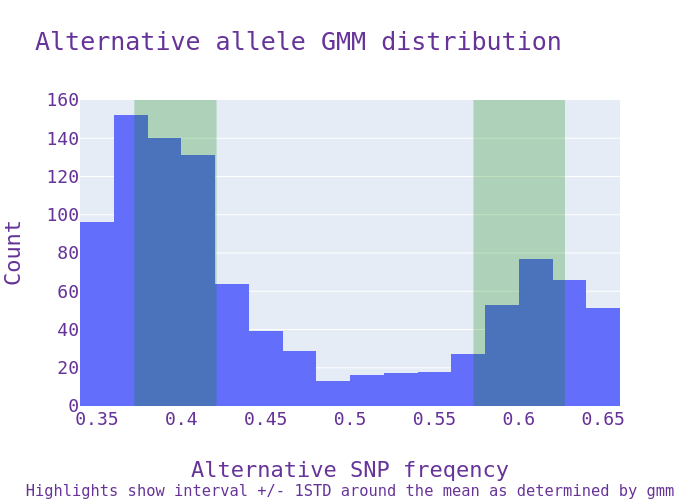 Alternative allele GMM distribution
160
140
120
100
80
60
40
20
0
Count
0.35 0.4 0.45 0.5 0.55 0.6 0.65
Alternative SNP freqency
Highlights show interval +/- 1STD around the mean as determined by gmm